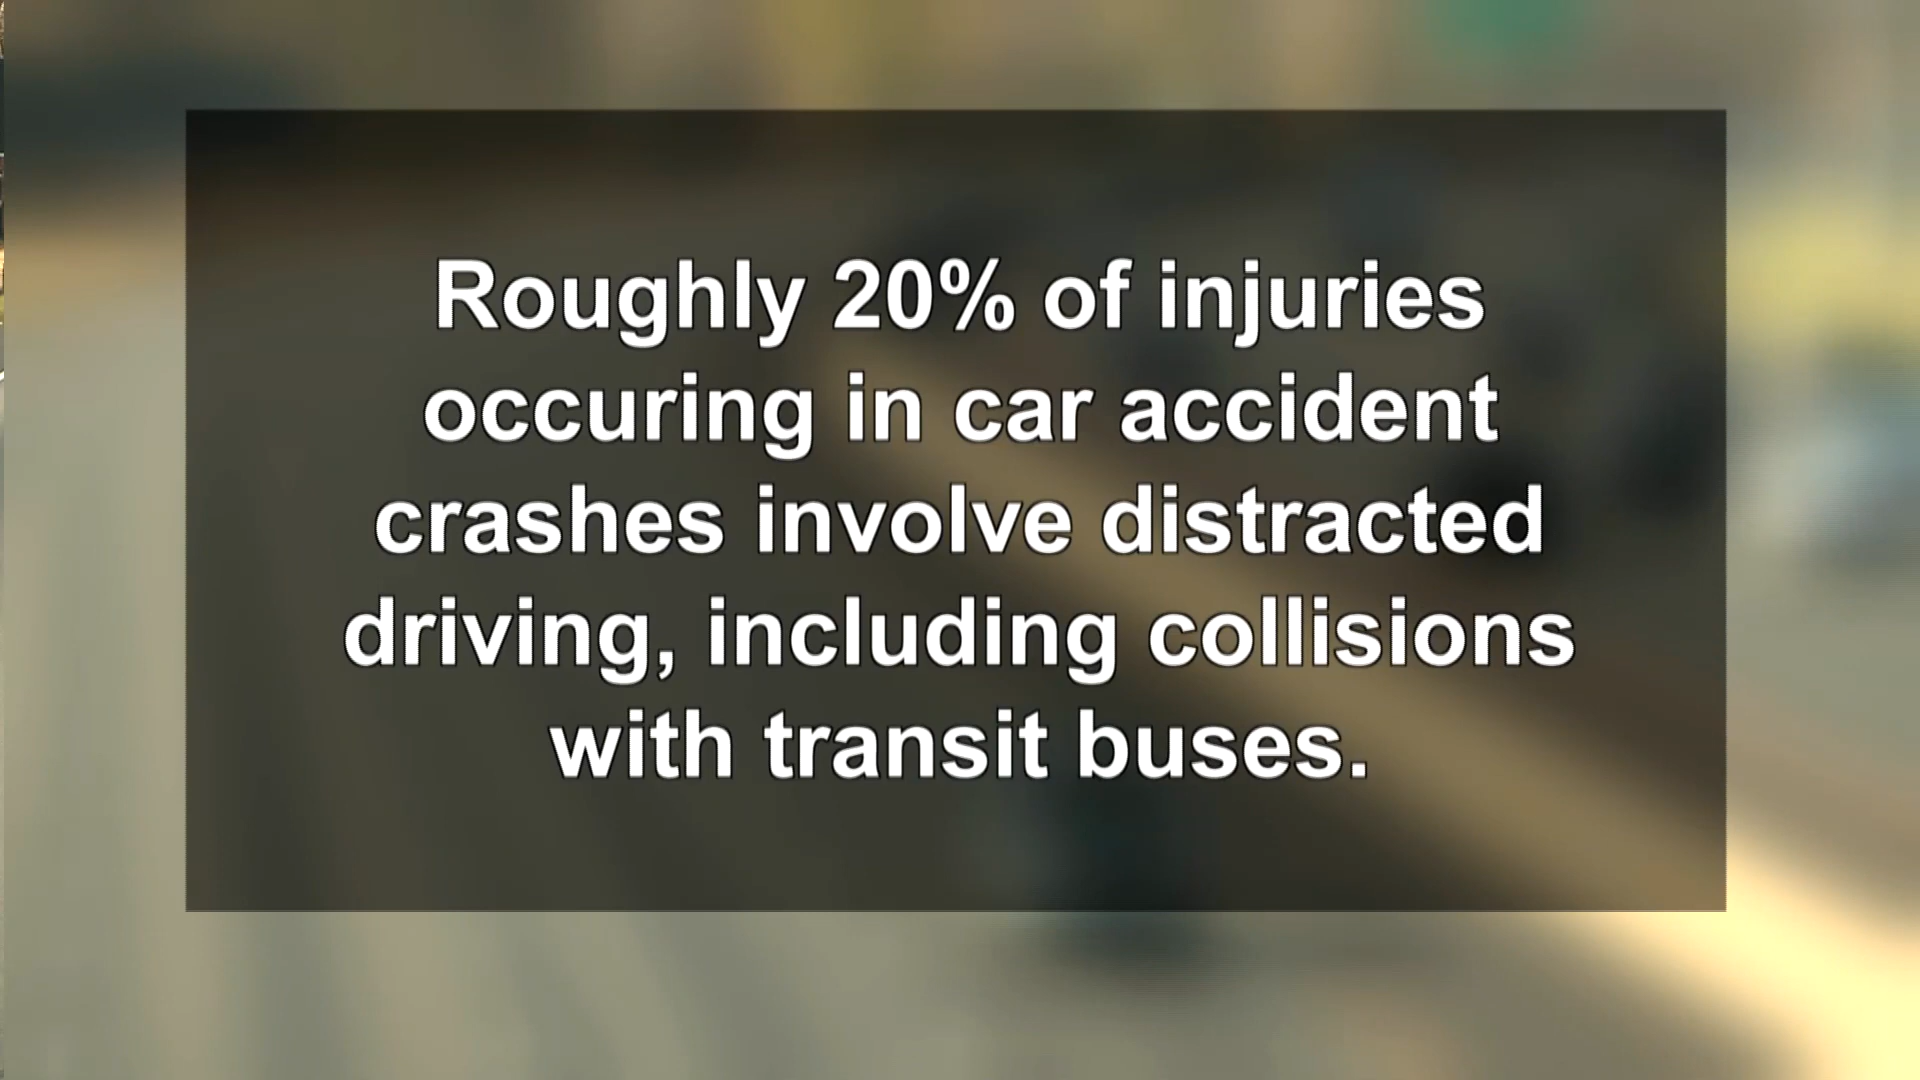 Roughly 20% of injuries
occuring in car accident
crashes involve distracted
driving, including collisions
with transit buses.